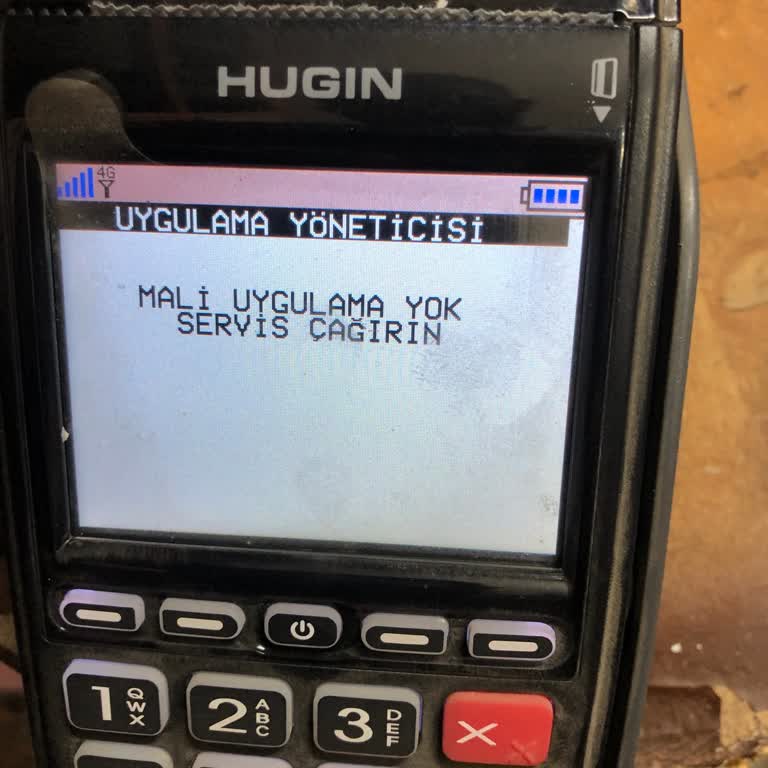 HUGIN
4G
UYGULAMA YÖNETİCİSİ
MALİ UYGULAMA YOK
SERVİS ÇAĞIRIN
1 QWX
2 ABC
3 DEF
X